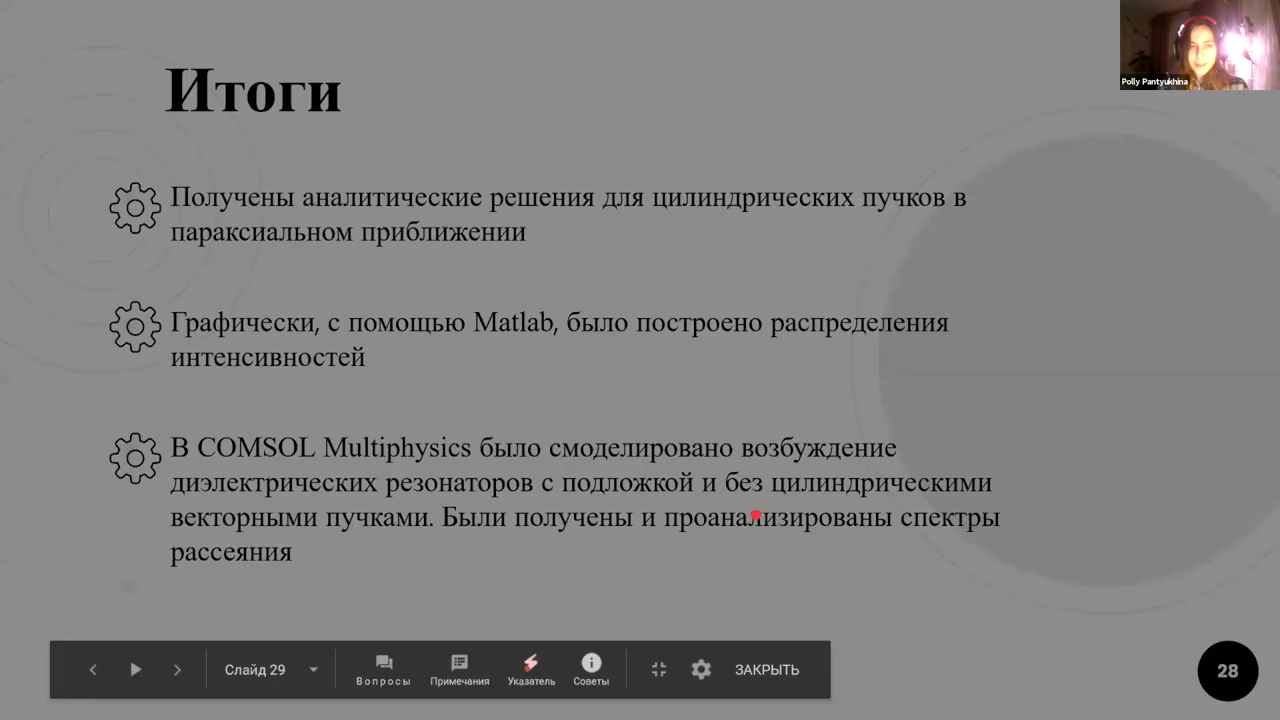 Polly Pantyukhina
Итоги
Получены аналитические решения для цилиндрических пучков в
параксиальном приближении
Графически, с помощью Matlab, было построено распределения
интенсивностей
В COMSOL Multiphysics было смоделировано возбуждение
диэлектрических резонаторов с подложкой и без цилиндрическими
векторными пучками. Были получены и проанализированы спектры
рассеяния
Слайд 29
Вопросы
Примечания
Указатель
Советы
ЗАКРЫТЬ
28